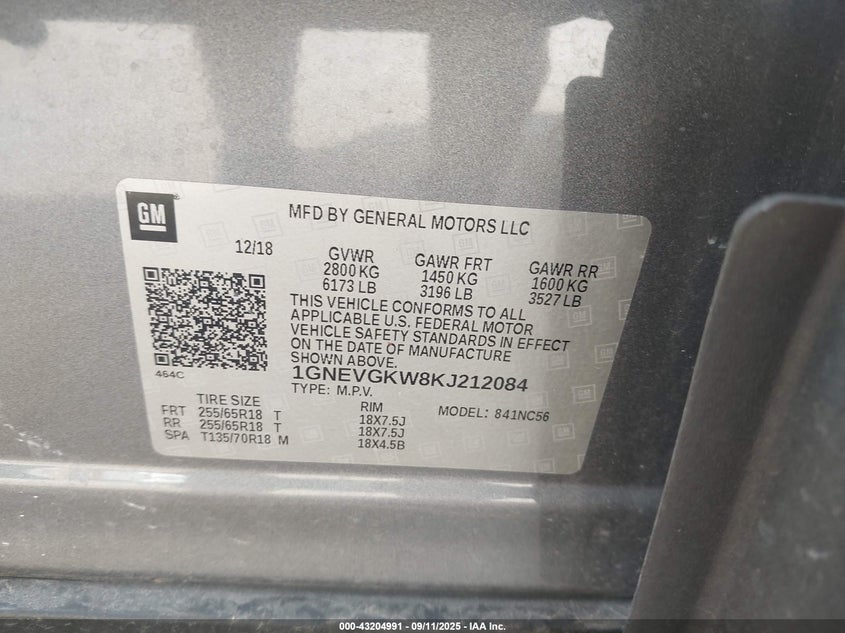 GM
MFD BY GENERAL MOTORS LLC
12/18
GVWR
2800 KG
6173 LB
GAWR FRT
1450 KG
3196 LB
GAWR RR
1600 KG
3527 LB
THIS VEHICLE CONFORMS TO ALL
APPLICABLE U.S. FEDERAL MOTOR
VEHICLE SAFETY STANDARDS IN EFFECT
ON THE DATE OF MANUFACTURE
SHOWN ABOVE.
464C
1GNEVGKW8KJ212084
TYPE: M.P.V.
TIRE SIZE RIM MODEL: 841NC56
FRT 255/65R18 T 18X7.5J
RR 255/65R18 T 18X7.5J
SPA T135/70R18 M 18X4.5B
000-43204991 - 09/11/2025 - IAA Inc.